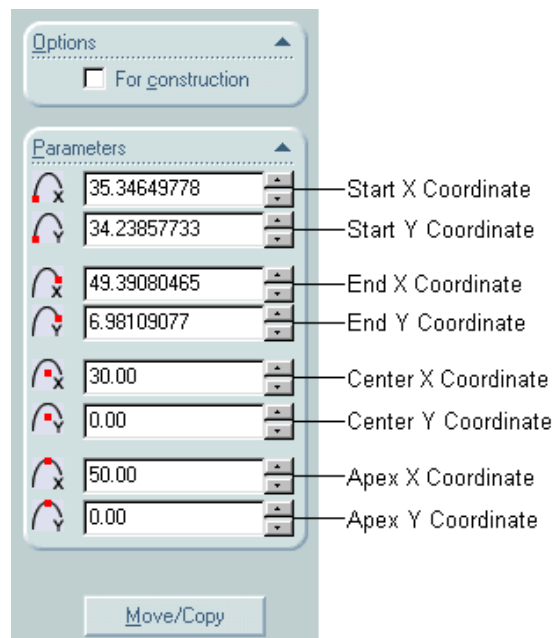 Options
For construction
Parameters
X 35.34649778 Start X Coordinate
Y 34.23857733 Start Y Coordinate
X 49.39080465 End X Coordinate
Y 6.98109077 End Y Coordinate
X 30.00 Center X Coordinate
Y 0.00 Center Y Coordinate
X 50.00 Apex X Coordinate
Y 0.00 Apex Y Coordinate
Move/Copy